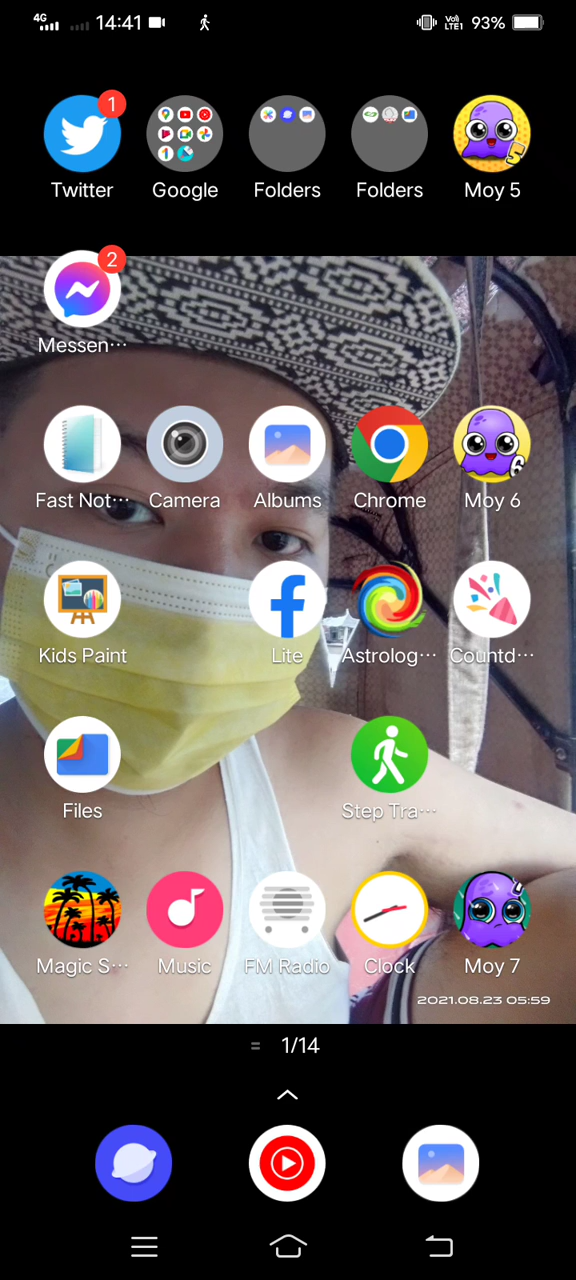 4G 14:41 VoLTE1 93%
1
Twitter Google Folders Folders Moy 5
2
Messen···
Fast Not··· Camera Albums Chrome Moy 6
Kids Paint Lite Astrolog··· Countd···
Files Step Tra···
Magic S··· Music FM Radio Clock Moy 7
2021.08.23 05:59
1/14